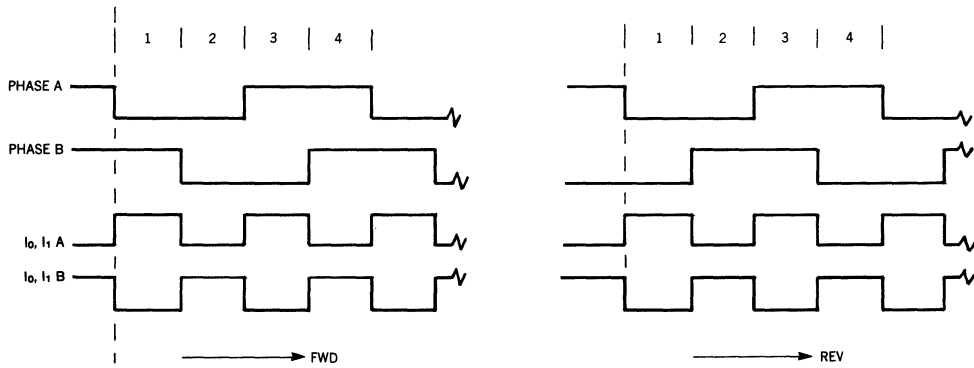 | 1 | 2 | 3 | 4 |
| 1 | 2 | 3 | 4 |
PHASE A
PHASE B
I₀, I₁ A
I₀, I₁ B
FWD
REV